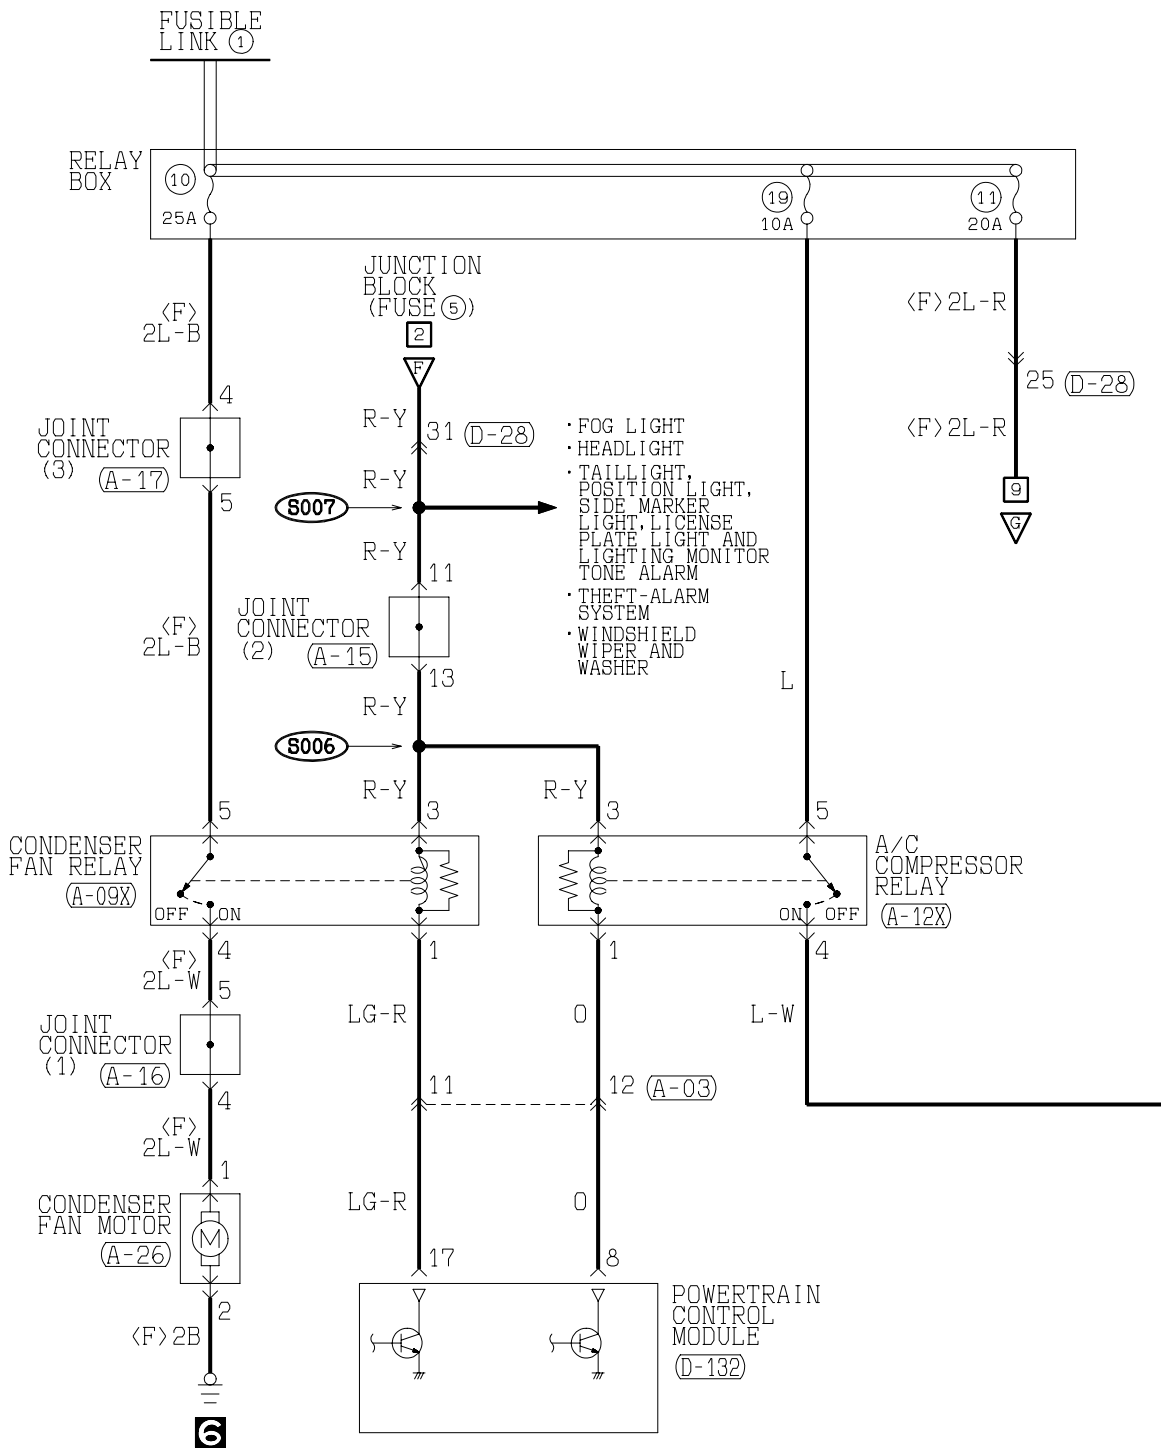 FUSIBLE
LINK 1
RELAY
BOX
10
25A
19
10A
11
20A
JUNCTION
BLOCK
(FUSE 5)
2
F
<F>
2L-B
<F>2L-R
25 (D-28)
<F>2L-R
9
G
4
JOINT
CONNECTOR
(3)
A-17
5
R-Y
31 D-28
R-Y
S007
R-Y
11
· FOG LIGHT
· HEADLIGHT
· TAILLIGHT,
POSITION LIGHT,
SIDE MARKER
LIGHT, LICENSE
PLATE LIGHT AND
LIGHTING MONITOR
TONE ALARM
· THEFT-ALARM
SYSTEM
· WINDSHIELD
WIPER AND
WASHER
JOINT
CONNECTOR
(2)
A-15
13
<F>
2L-B
R-Y
L
S006
R-Y
R-Y
5
3
3
5
CONDENSER
FAN RELAY
A-09X
OFF
ON
A/C
COMPRESSOR
RELAY
A-12X
ON
OFF
4
1
1
4
<F>
2L-W
5
LG-R
O
L-W
JOINT
CONNECTOR
(1)
A-16
4
11
12 A-03
<F>
2L-W
1
CONDENSER
FAN MOTOR
A-26
M
2
LG-R
O
17
8
POWERTRAIN
CONTROL
MODULE
D-132
<F>2B
6